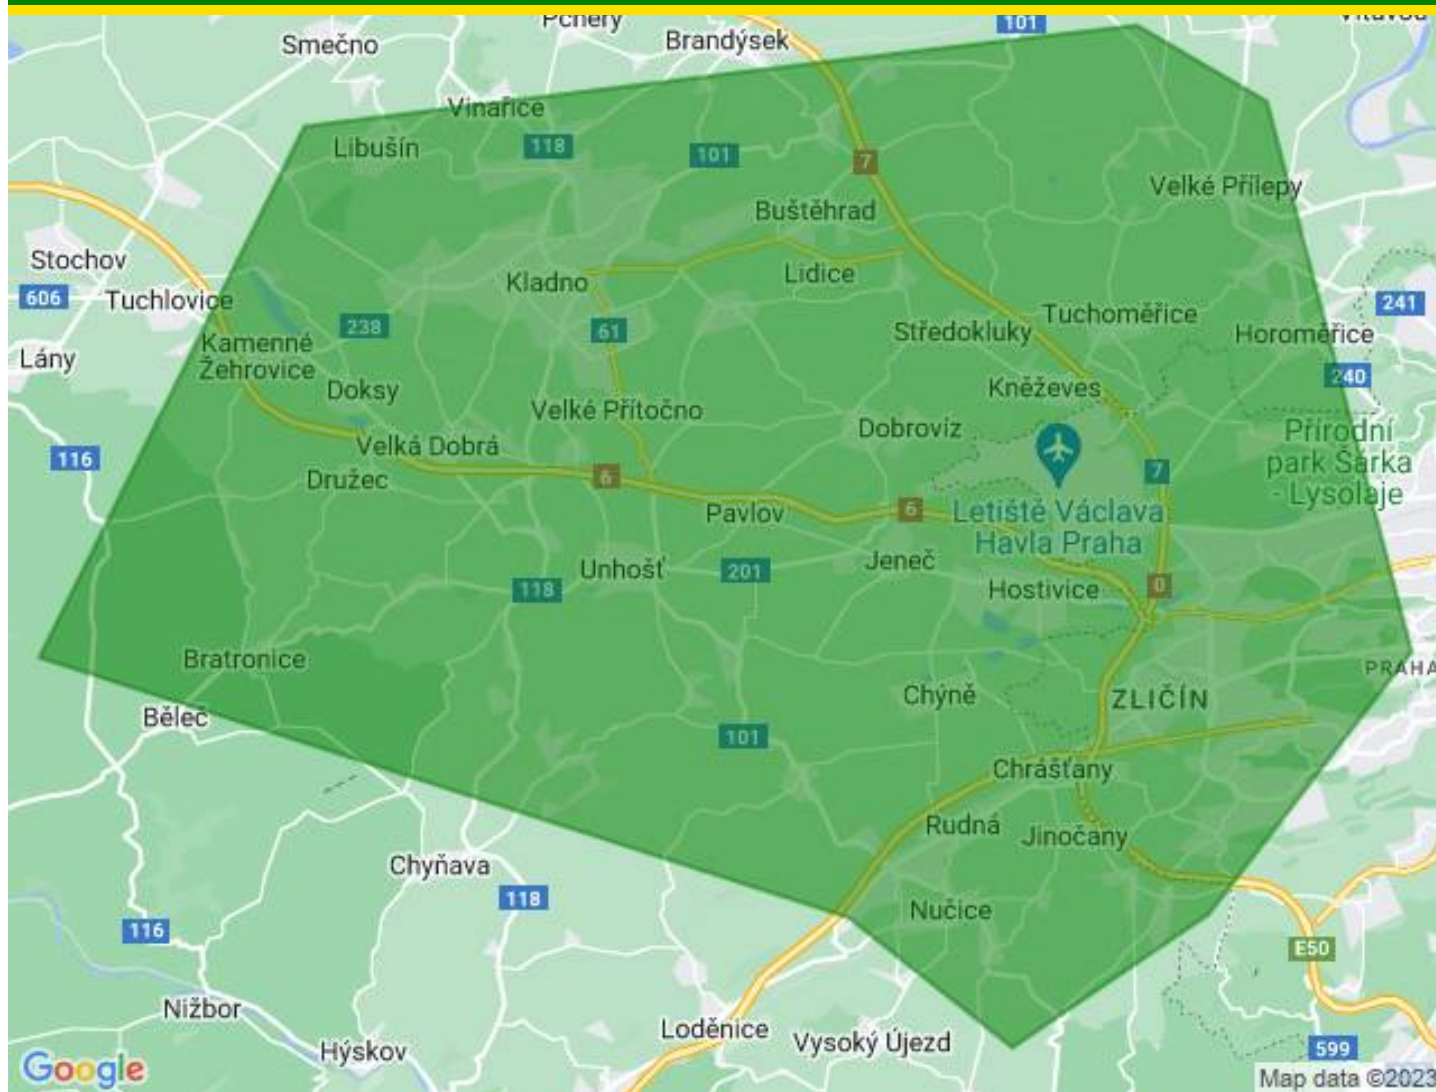 Pchery
101
Vltavou
Smečno
Brandýsek
Vinařice
Libušín
118
101
7
Velké Přílepy
Buštěhrad
Stochov
Lidice
Kladno
606
Tuchlovice
241
238
61
Tuchoměřice
Středokluky
Horoměřice
Kamenné
Žehrovice
Lány
240
Doksy
Kněževes
Velké Přítočno
Dobrovíz
Přírodní
park Šárka
- Lysolaje
Velká Dobrá
116
7
Družec
6
Pavlov
6
Letiště Václava
Havla Praha
Jeneč
Unhošť
201
118
Hostivice
0
Bratronice
PRAHA
Chýně
ZLIČÍN
Běleč
101
Chrášťany
Rudná
Jinočany
Chyňava
118
Nučice
116
E50
Nižbor
Loděnice
Vysoký Újezd
Hýskov
599
Google
Map data ©2023